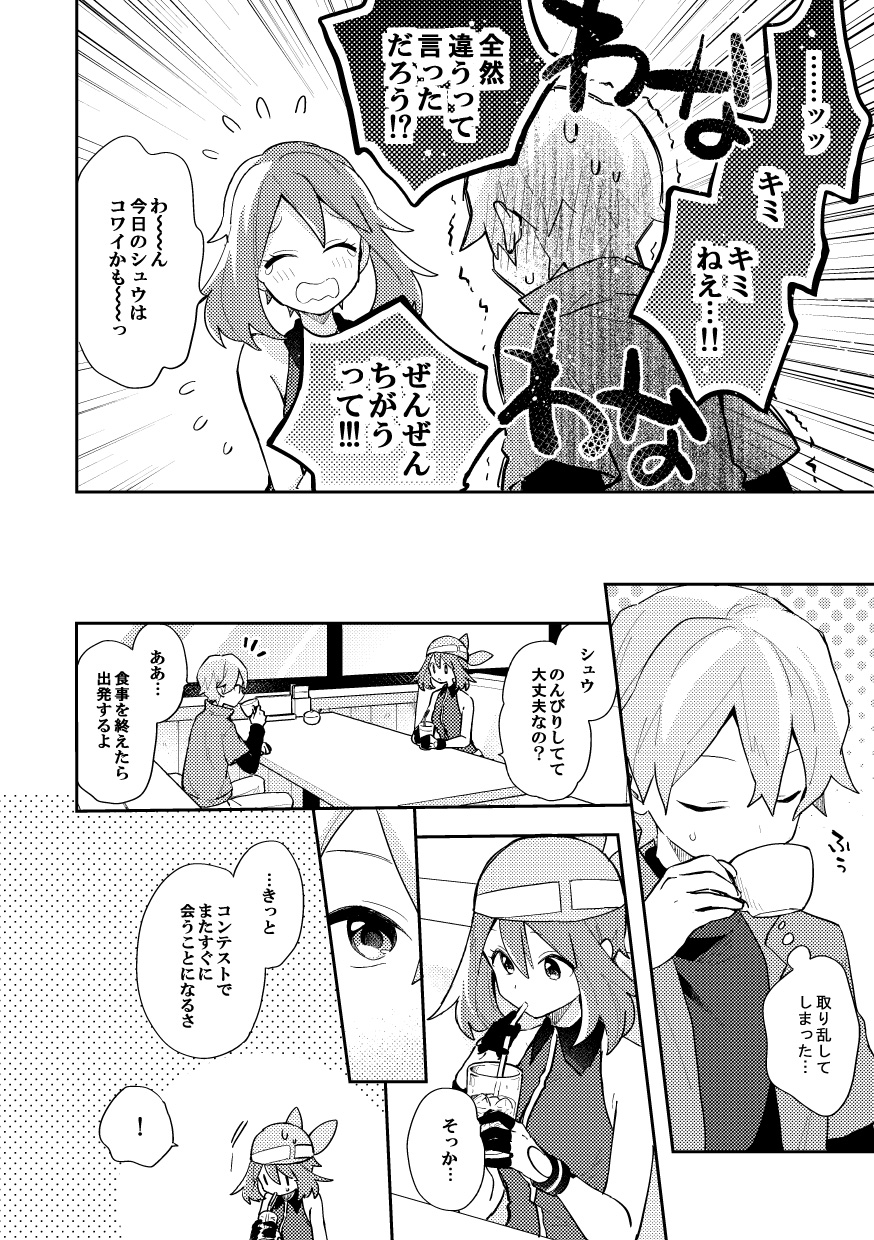 ……ッッ
キミ
キミ
ねえ…!!
わなわな
全然
違うって
言った
だろう!?
わ〜〜〜ん
今日のシュウは
コワイかも〜〜〜っ
ぜんぜん
ちがう
って!!!
ふぅ
取り乱して
しまった…
シュウ
のんびりしてて
大丈夫なの?
ああ…
食事を終えたら
出発するよ
そっか…
…きっと
コンテストで
またすぐに
会うことになるさ
!